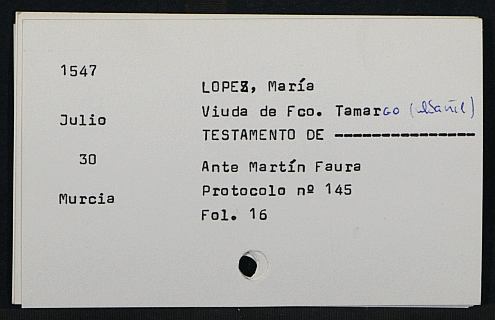 1547
LOPEZ, María
Viuda de Fco. TamarGO
Julio
TESTAMENTO DE ----------------
30
Ante Martín Faura
Protocolo nº 145
Murcia
Fol. 16